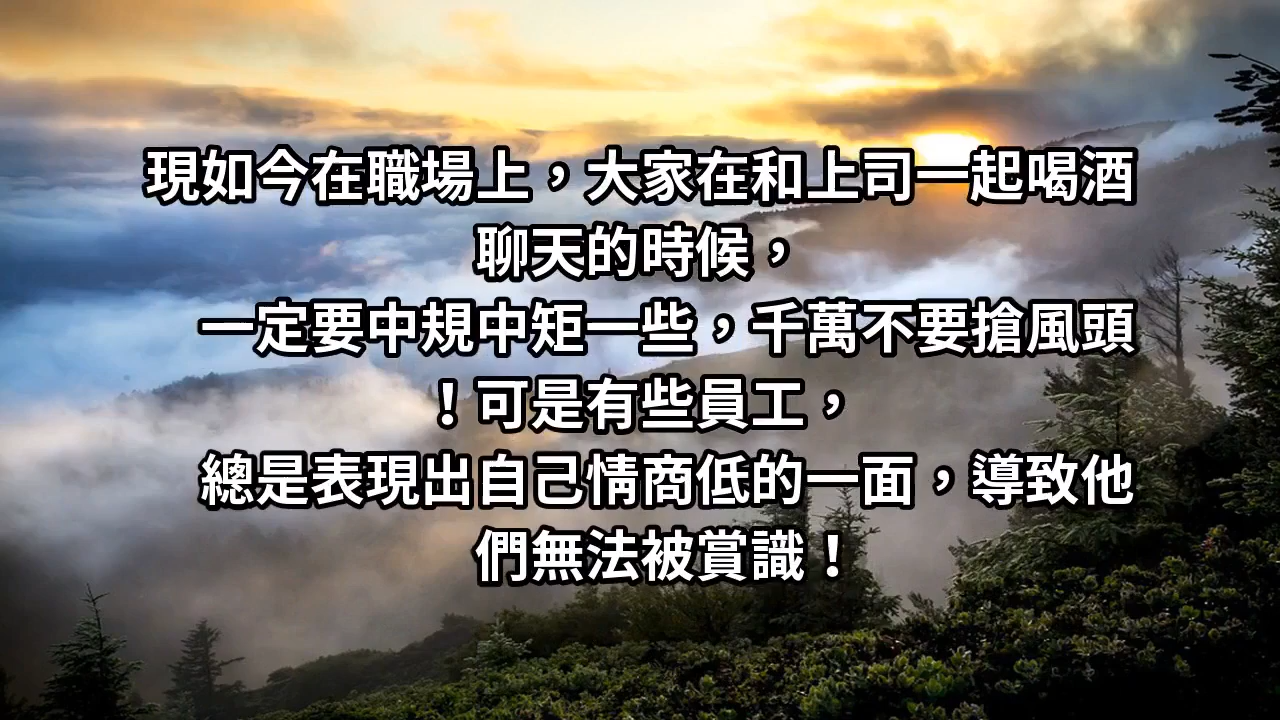 現如今在職場上，大家在和上司一起喝酒
聊天的時候，
一定要中規中矩一些，千萬不要搶風頭
！可是有些員工，
總是表現出自己情商低的一面，導致他
們無法被賞識！